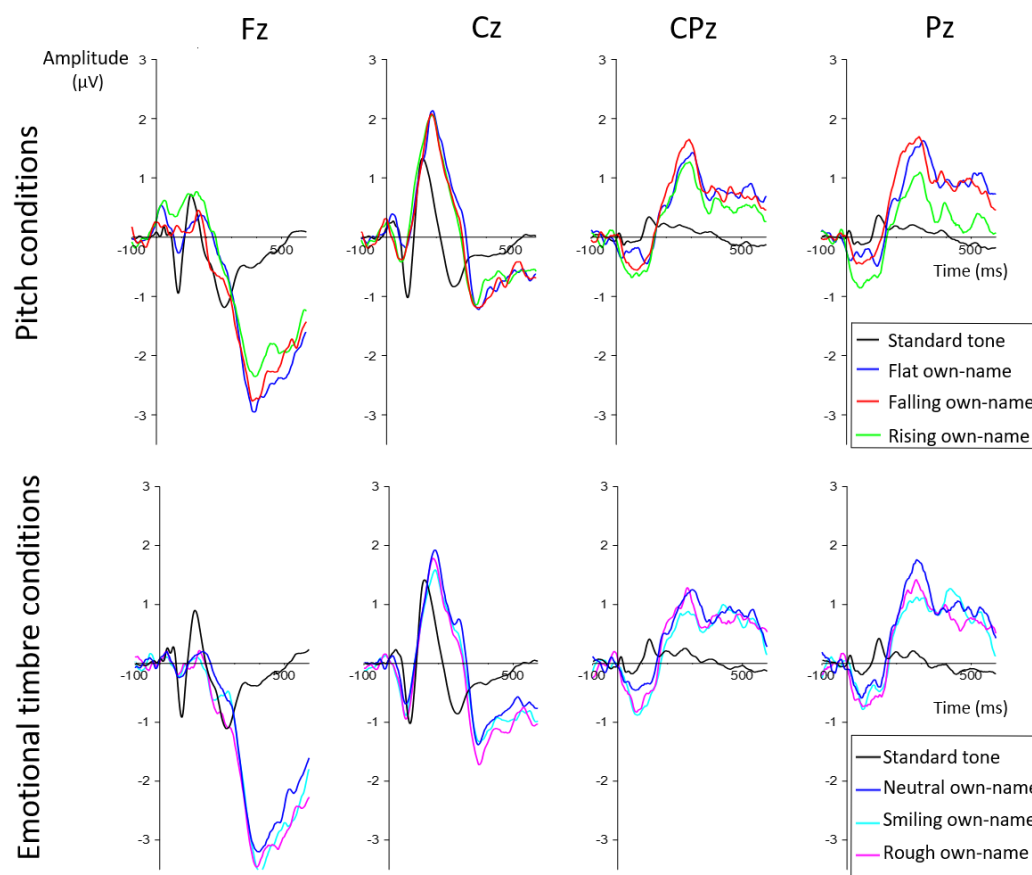 Fz Cz CPz Pz
Amplitude
(µV)
Pitch conditions
3 3 3 3
2 2 2 2
1 1 1 1
-100 500 -100 500 -100 500 -100 500
Time (ms)
-1 -1 -1 -1
-2 -2 -2 -2
-3 -3 -3 -3
Standard tone
Flat own-name
Falling own-name
Rising own-name
Emotional timbre conditions
3 3 3 3
2 2 2 2
1 1 1 1
-100 500 -100 500 -100 500 -100 500
Time (ms)
-1 -1 -1 -1
-2 -2 -2 -2
-3 -3 -3 -3
Standard tone
Neutral own-name
Smiling own-name
Rough own-name